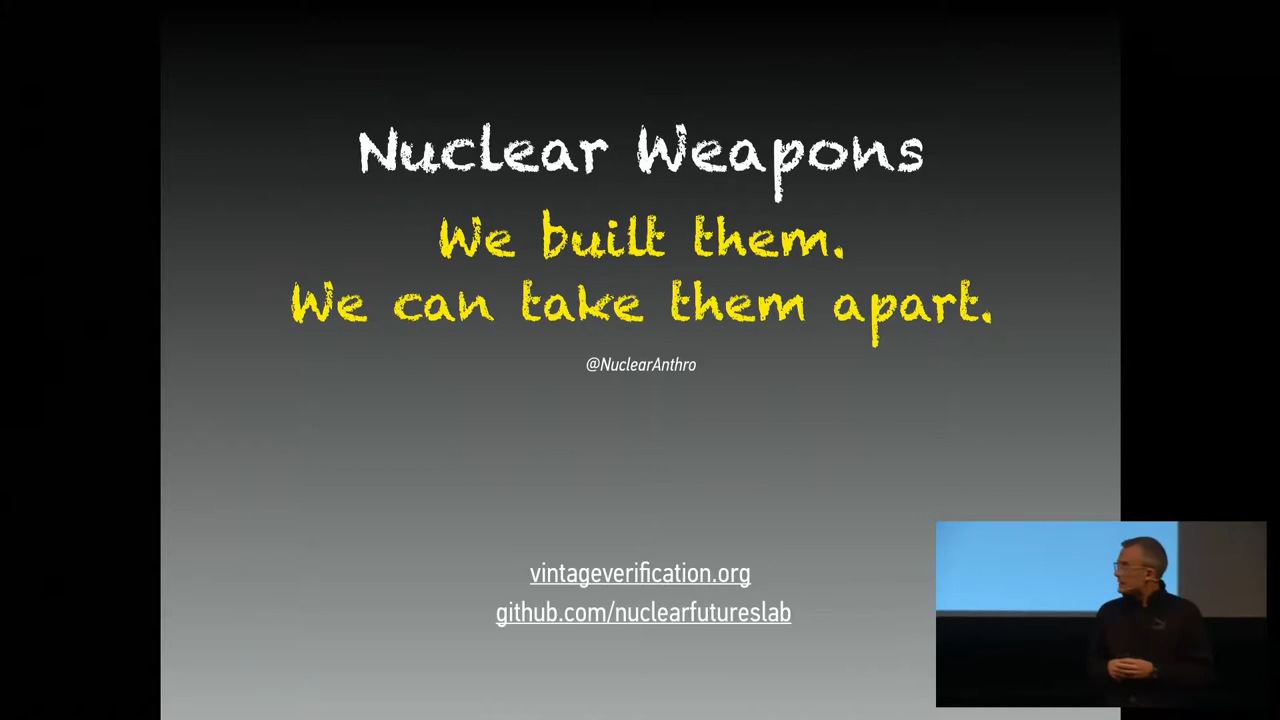 Nuclear Weapons
We built them.
We can take them apart.
@NuclearAnthro
vintageverification.org
github.com/nuclearfutureslab